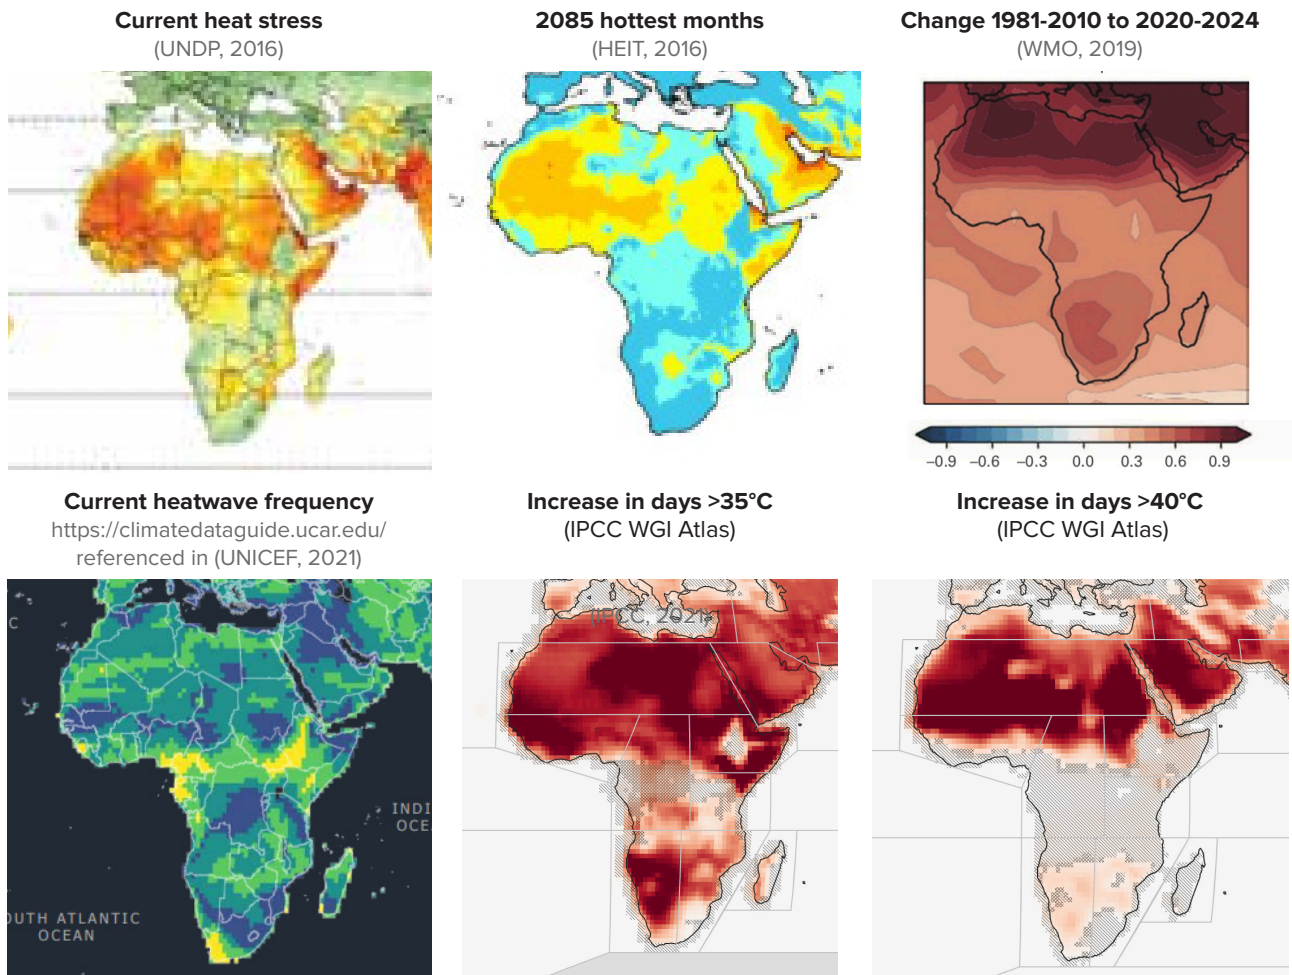 Current heat stress
(UNDP, 2016)
2085 hottest months
(HEIT, 2016)
Change 1981-2010 to 2020-2024
(WMO, 2019)
−0.9 −0.6 −0.3 0.0 0.3 0.6 0.9
Current heatwave frequency
https://climatedataguide.ucar.edu/
referenced in (UNICEF, 2021)
Increase in days >35°C
(IPCC WGI Atlas)
Increase in days >40°C
(IPCC WGI Atlas)
(IPCC, 2021)
C
INDI
OCE
OUTH ATLANTIC
OCEAN